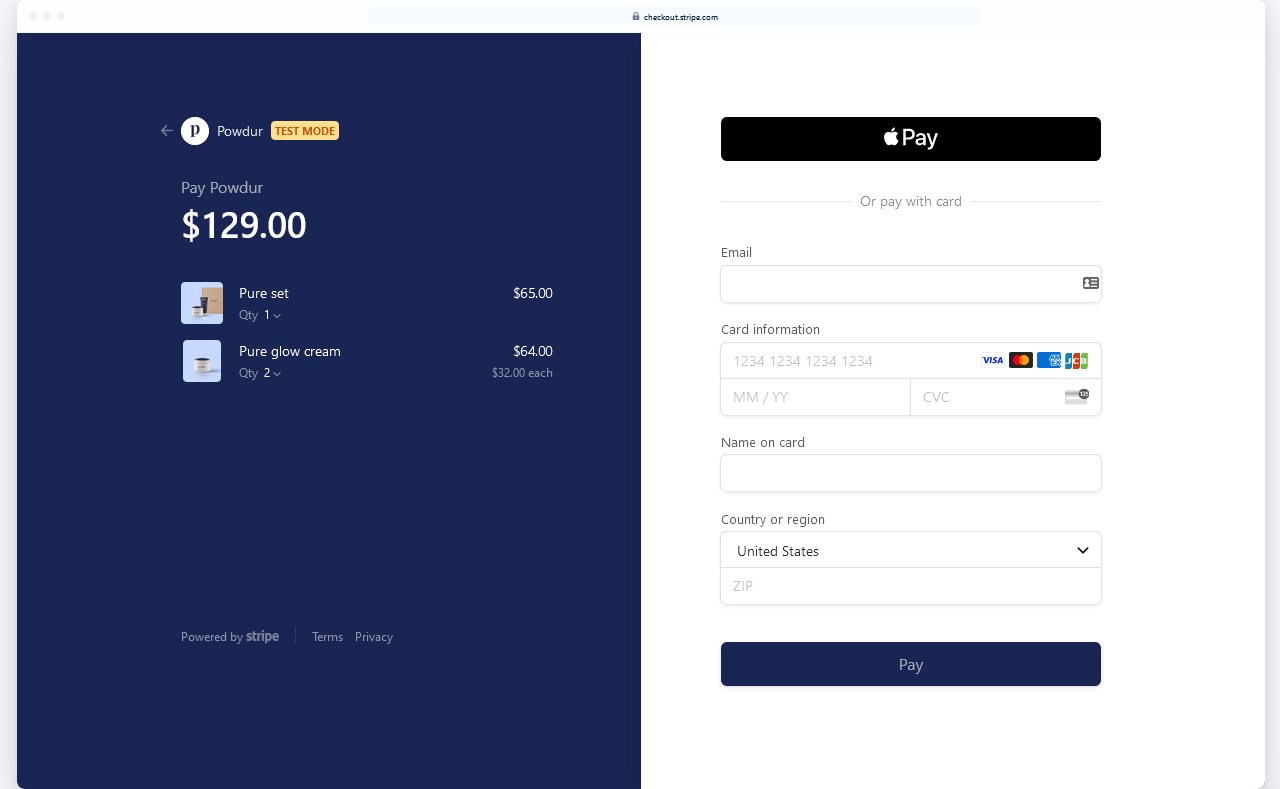 checkout.stripe.com
P Powdur TEST MODE
Pay Powdur
$129.00
Pure set $65.00
Qty 1
Pure glow cream $64.00
Qty 2 $32.00 each
Powered by stripe Terms Privacy
Pay
Or pay with card
Email
Card information
1234 1234 1234 1234 VISA AMEX JCB
MM / YY CVC 135
Name on card
Country or region
United States
ZIP
Pay